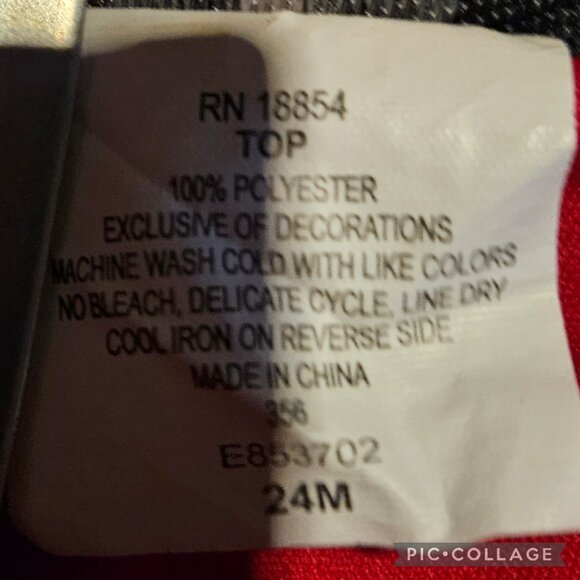 RN 18854
TOP
100% POLYESTER
EXCLUSIVE OF DECORATIONS
MACHINE WASH COLD WITH LIKE COLORS
NO BLEACH, DELICATE CYCLE, LINE DRY
COOL IRON ON REVERSE SIDE
MADE IN CHINA
356
E853702
24M
PIC•COLLAGE